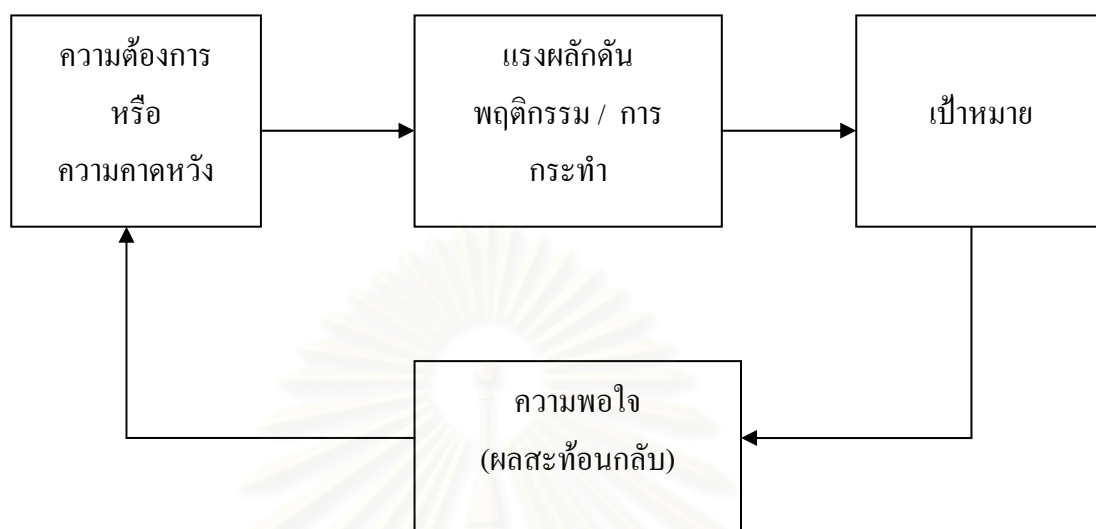 ความต้องการ
หรือ
ความคาดหวัง
แรงผลักดัน
พฤติกรรม / การ
กระทำ
เป้าหมาย
ความพอใจ
(ผลสะท้อนกลับ)